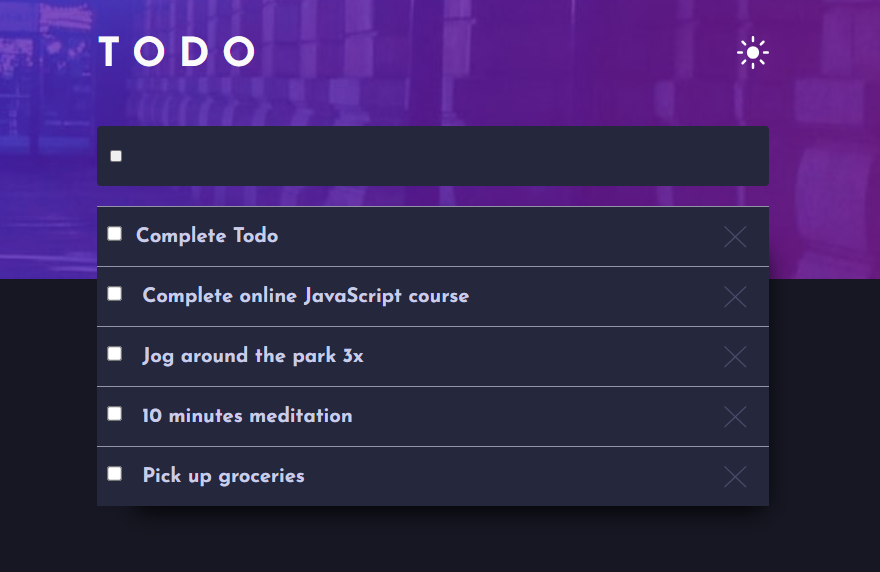 TODO
Complete Todo
Complete online JavaScript course
Jog around the park 3x
10 minutes meditation
Pick up groceries